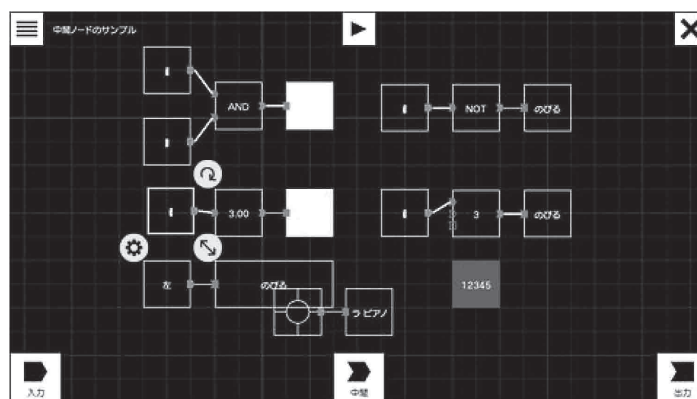 中間ノードのサンプル
AND
NOT
のびる
3.00
3
のびる
左
のびる
12345
ラ ピアノ
入力
中間
出力